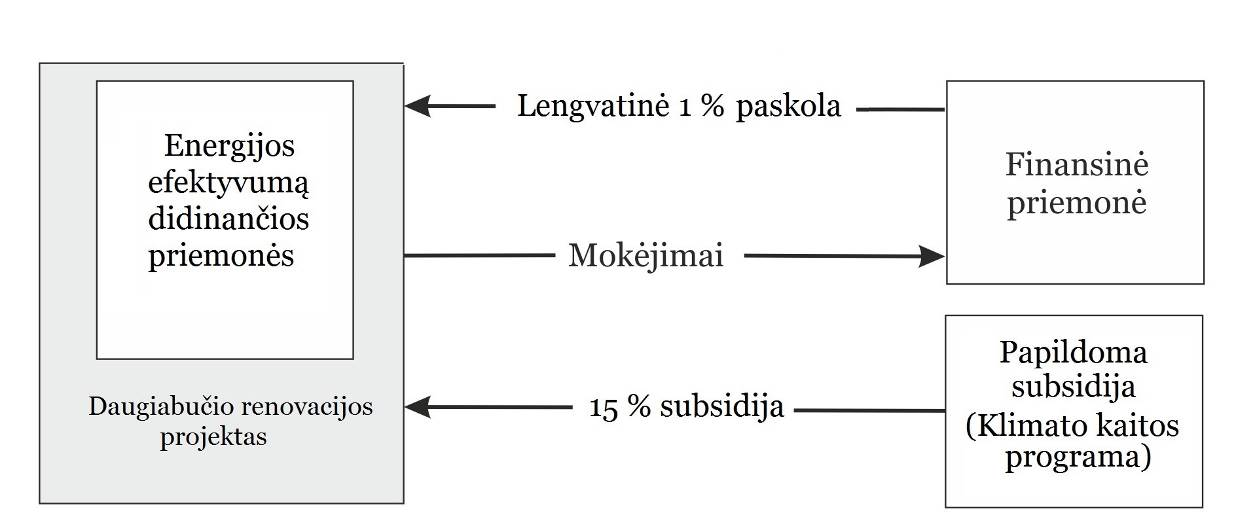 Energijos
efektyvumą
didinančios
priemonės
Daugiabučio renovacijos
projektas
Lengvatinė 1 % paskola
Mokėjimai
15 % subsidija
Finansinė
priemonė
Papildoma
subsidija
(Klimato kaitos
programa)